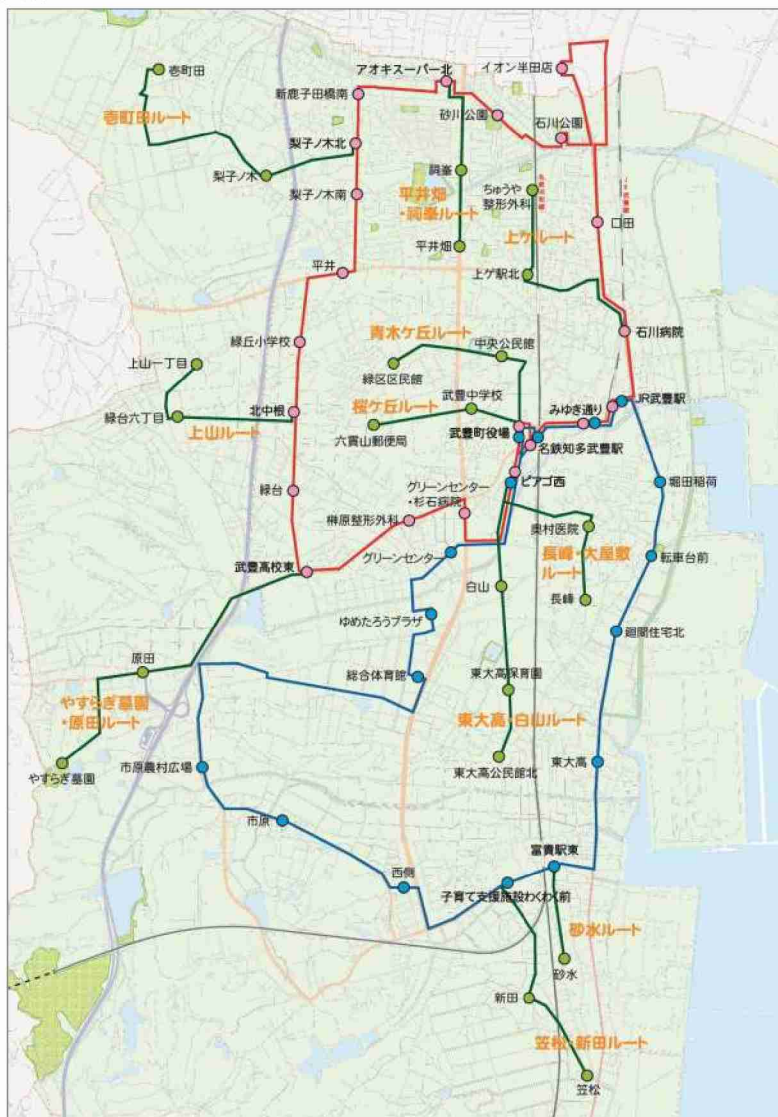 イオン半田店
アオキスーパー北
壱町田
新鹿子田橋南
砂川公園
石川公園
壱町田ルート
梨子ノ木北
梨子ノ木
詞峯
ちゅうや
整形外科
梨子ノ木南
平井畑
・祠峯ルート
口田
上ケルート
平井畑
平井
上ゲ駅北
青木ケ丘ルート
緑丘小学校
中央公民館
石川病院
上山一丁目
緑区区民館
桜ケ丘ルート
武豊中学校
JR武豊駅
みゆき通り
緑台六丁目
北中根
上山ルート
六貫山郵便局
武豊町役場
名鉄知多武豊駅
ピアゴ西
堀田稲荷
緑台
グリーンセンター
・杉石病院
榊原整形外科
奥村医院
グリーンセンター
長峰・大屋敷
ルート
転車台前
武豊高校東
白山
長峰
ゆめたろうプラザ
廻間住宅北
原田
総合体育館
東大高保育園
やすらぎ墓園
・原田ルート
東大高・白山ルート
やすらぎ墓園
市原農村広場
東大高公民館北
東大高
市原
富貴駅東
西側
子育て支援施設わくわく前
砂水ルート
砂水
新田
笠松・新田ルート
笠松